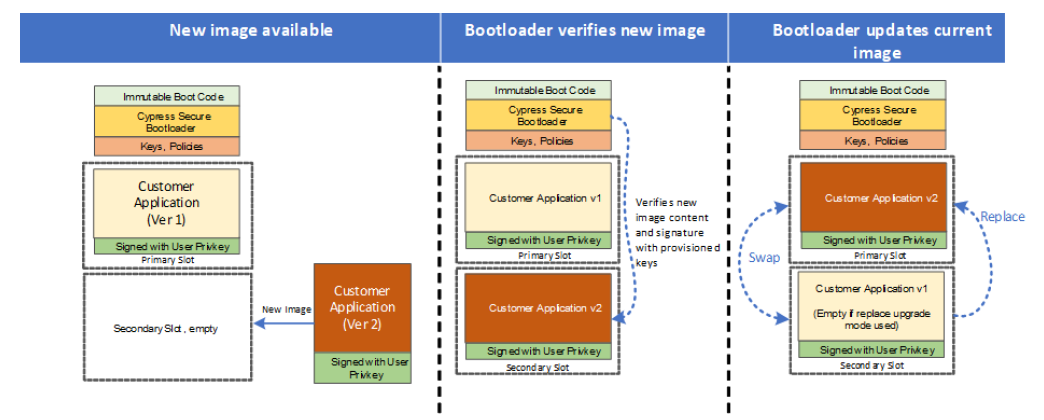 New image available
Immutable Boot Code
Cypress Secure
Bootloader
Keys, Policies
Customer
Application
(Ver 1)
Signed with User Privkey
Primary Slot
Secondary Slot, empty
New Image
Customer
Application
(Ver 2)
Signed with User
Privkey
Bootloader verifies new image
Immutable Boot Code
Cypress Secure
Bootloader
Keys, Policies
Customer Application v1
Signed with User Privkey
Primary Slot
Customer Application v2
Signed with User Privkey
Secondary Slot
Verifies new
image content
and signature
with provisioned
keys
Bootloader updates current
image
Immutable Boot Code
Cypress Secure
Bootloader
Keys, Policies
Customer Application v2
Signed with User Privkey
Primary Slot
Swap
Replace
Customer Application v1
(Empty if replace upgrade
mode used)
Signed with User Privkey
Secondary Slot